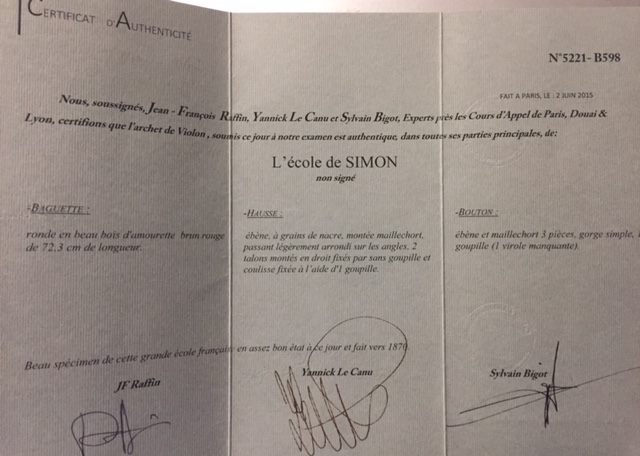 CERTIFICAT D'AUTHENTICITÉ
N°5221- B598
FAIT A PARIS, LE : 2 JUIN 2015
Nous, soussignés, Jean - François Raffin, Yannick Le Canu et Sylvain Bigot, Experts près les Cours d'Appel de Paris, Douai &
Lyon, certifions que l'archet de Violon, soumis ce jour à notre examen est authentique, dans toutes ses parties principales, de:
L'école de SIMON
non signé
-BAGUETTE :
ronde en beau bois d'amourette brun rouge
de 72,3 cm de longueur.
-HAUSSE :
ébène, à grains de nacre, montée maillechort,
passant légèrement arrondi sur les angles, 2
talons montés en droit fixés par sans goupille et
coulisse fixée à l'aide d'1 goupille.
-BOUTON :
ébène et maillechort 3 pièces, gorge simple, 1
goupille (1 virole manquante).
Beau spécimen de cette grande école française en assez bon état à ce jour et fait vers 1870
JF Raffin
Yannick Le Canu
Sylvain Bigot